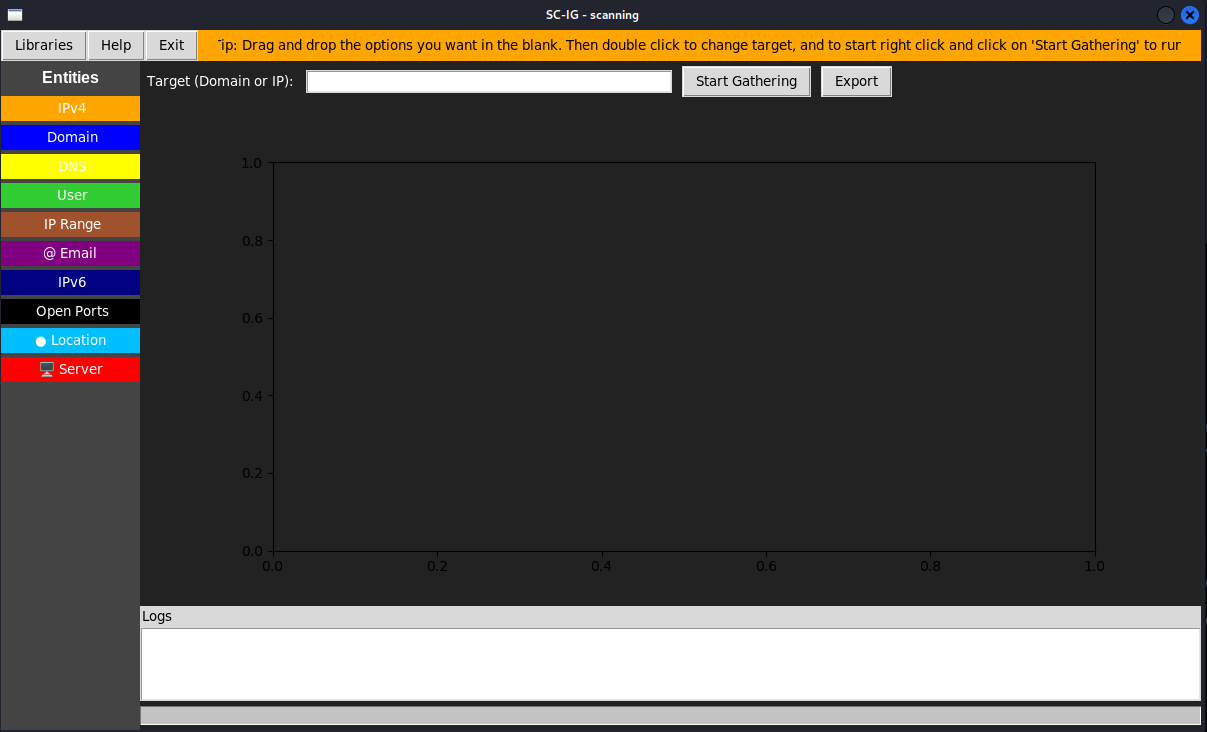 SC-IG - scanning
Libraries Help Exit ip: Drag and drop the options you want in the blank. Then double click to change target, and to start right click and click on 'Start Gathering' to rur
Entities
Target (Domain or IP): Start Gathering Export
IPv4
Domain
DNS
User
IP Range
@ Email
IPv6
Open Ports
Location
Server
1.0
0.8
0.6
0.4
0.2
0.0
0.0 0.2 0.4 0.6 0.8 1.0
Logs